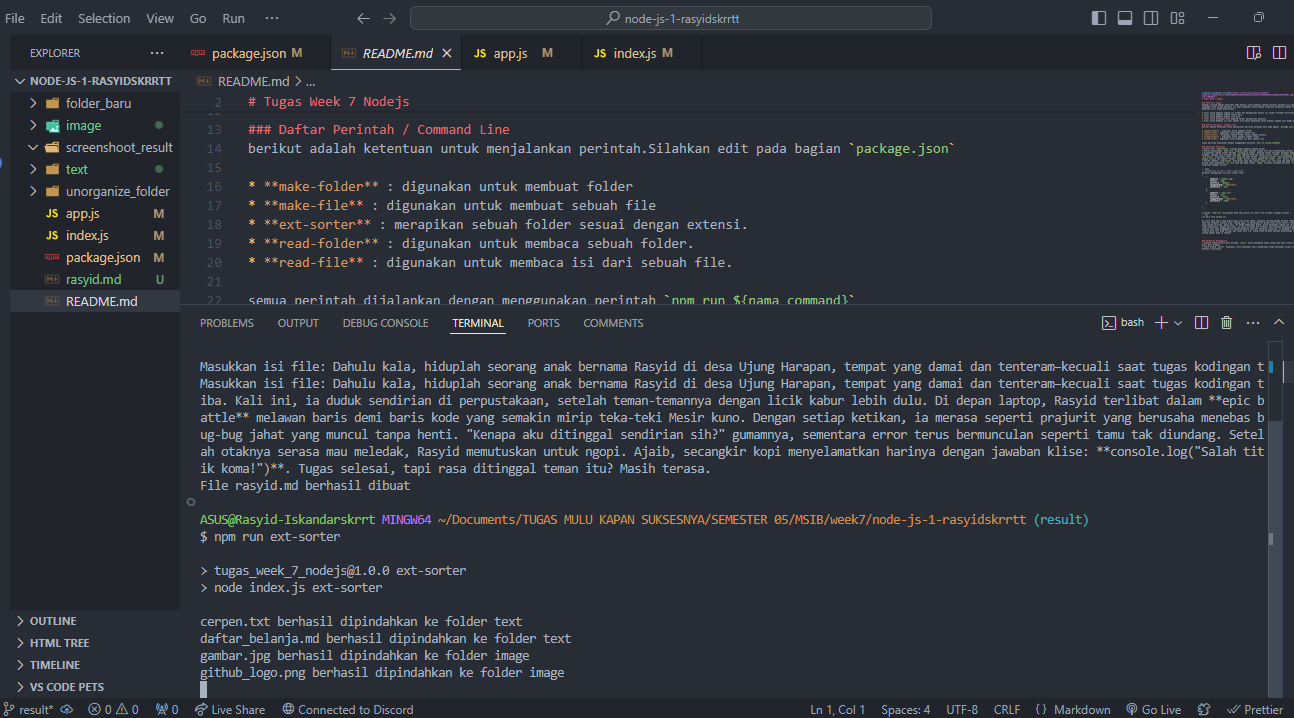 File Edit Selection View Go Run ···
node-js-1-rasyidskrrtt
EXPLORER ···
package.json M
README.md
JS app.js M
JS index.js M
NODE-JS-1-RASYIDSKRRTT
folder_baru
image
screenshoot_result
text
unorganize_folder
JS app.js M
JS index.js M
package.json M
rasyid.md U
README.md
README.md > ...
2 # Tugas Week 7 Nodejs
13 ### Daftar Perintah / Command Line
14 berikut adalah ketentuan untuk menjalankan perintah.Silahkan edit pada bagian `package.json`
15
16 * **make-folder** : digunakan untuk membuat folder
17 * **make-file** : digunakan untuk membuat sebuah file
18 * **ext-sorter** : merapikan sebuah folder sesuai dengan extensi.
19 * **read-folder** : digunakan untuk membaca sebuah folder.
20 * **read-file** : digunakan untuk membaca isi dari sebuah file.
21
22 semua perintah dijalankan dengan menggunakan perintah `npm run ${nama_command}`
PROBLEMS OUTPUT DEBUG CONSOLE TERMINAL PORTS COMMENTS
bash
Masukkan isi file: Dahulu kala, hiduplah seorang anak bernama Rasyid di desa Ujung Harapan, tempat yang damai dan tenteram—kecuali saat tugas kodingan t
Masukkan isi file: Dahulu kala, hiduplah seorang anak bernama Rasyid di desa Ujung Harapan, tempat yang damai dan tenteram—kecuali saat tugas kodingan t
iba. Kali ini, ia duduk sendirian di perpustakaan, setelah teman-temannya dengan licik kabur lebih dulu. Di depan laptop, Rasyid terlibat dalam **epic b
attle** melawan baris demi baris kode yang semakin mirip teka-teki Mesir kuno. Dengan setiap ketikan, ia merasa seperti prajurit yang berusaha menebas b
ug-bug jahat yang muncul tanpa henti. "Kenapa aku ditinggal sendirian sih?" gumamnya, sementara error terus bermunculan seperti tamu tak diundang. Setel
ah otaknya serasa mau meledak, Rasyid memutuskan untuk ngopi. Ajaib, secangkir kopi menyelamatkan harinya dengan jawaban klise: **console.log("Salah tit
ik koma!")**. Tugas selesai, tapi rasa ditinggal teman itu? Masih terasa.
File rasyid.md berhasil dibuat
ASUS@Rasyid-Iskandarskrrt MINGW64 ~/Documents/TUGAS MULU KAPAN SUKSESNYA/SEMESTER 05/MSIB/week7/node-js-1-rasyidskrrtt (result)
$ npm run ext-sorter
> tugas_week_7_nodejs@1.0.0 ext-sorter
> node index.js ext-sorter
cerpen.txt berhasil dipindahkan ke folder text
daftar_belanja.md berhasil dipindahkan ke folder text
gambar.jpg berhasil dipindahkan ke folder image
github_logo.png berhasil dipindahkan ke folder image
OUTLINE
HTML TREE
TIMELINE
VS CODE PETS
result* 0 0 0 Live Share Connected to Discord
Ln 1, Col 1 Spaces: 4 UTF-8 CRLF {} Markdown Go Live Prettier